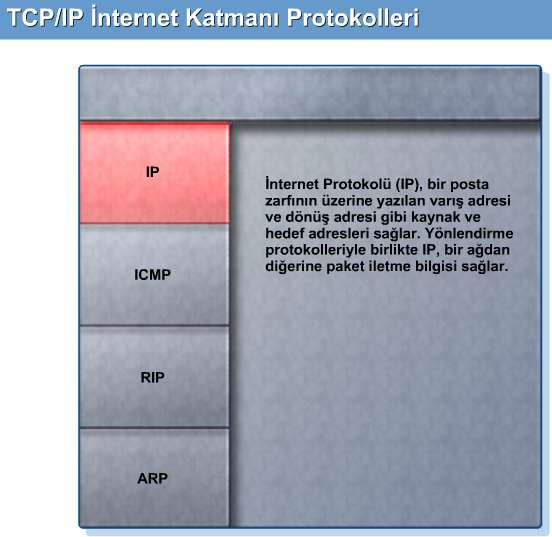 TCP/IP İnternet Katmanı Protokolleri
IP
İnternet Protokolü (IP), bir posta
zarfının üzerine yazılan varış adresi
ve dönüş adresi gibi kaynak ve
hedef adresleri sağlar. Yönlendirme
protokolleriyle birlikte IP, bir ağdan
diğerine paket iletme bilgisi sağlar.
ICMP
RIP
ARP